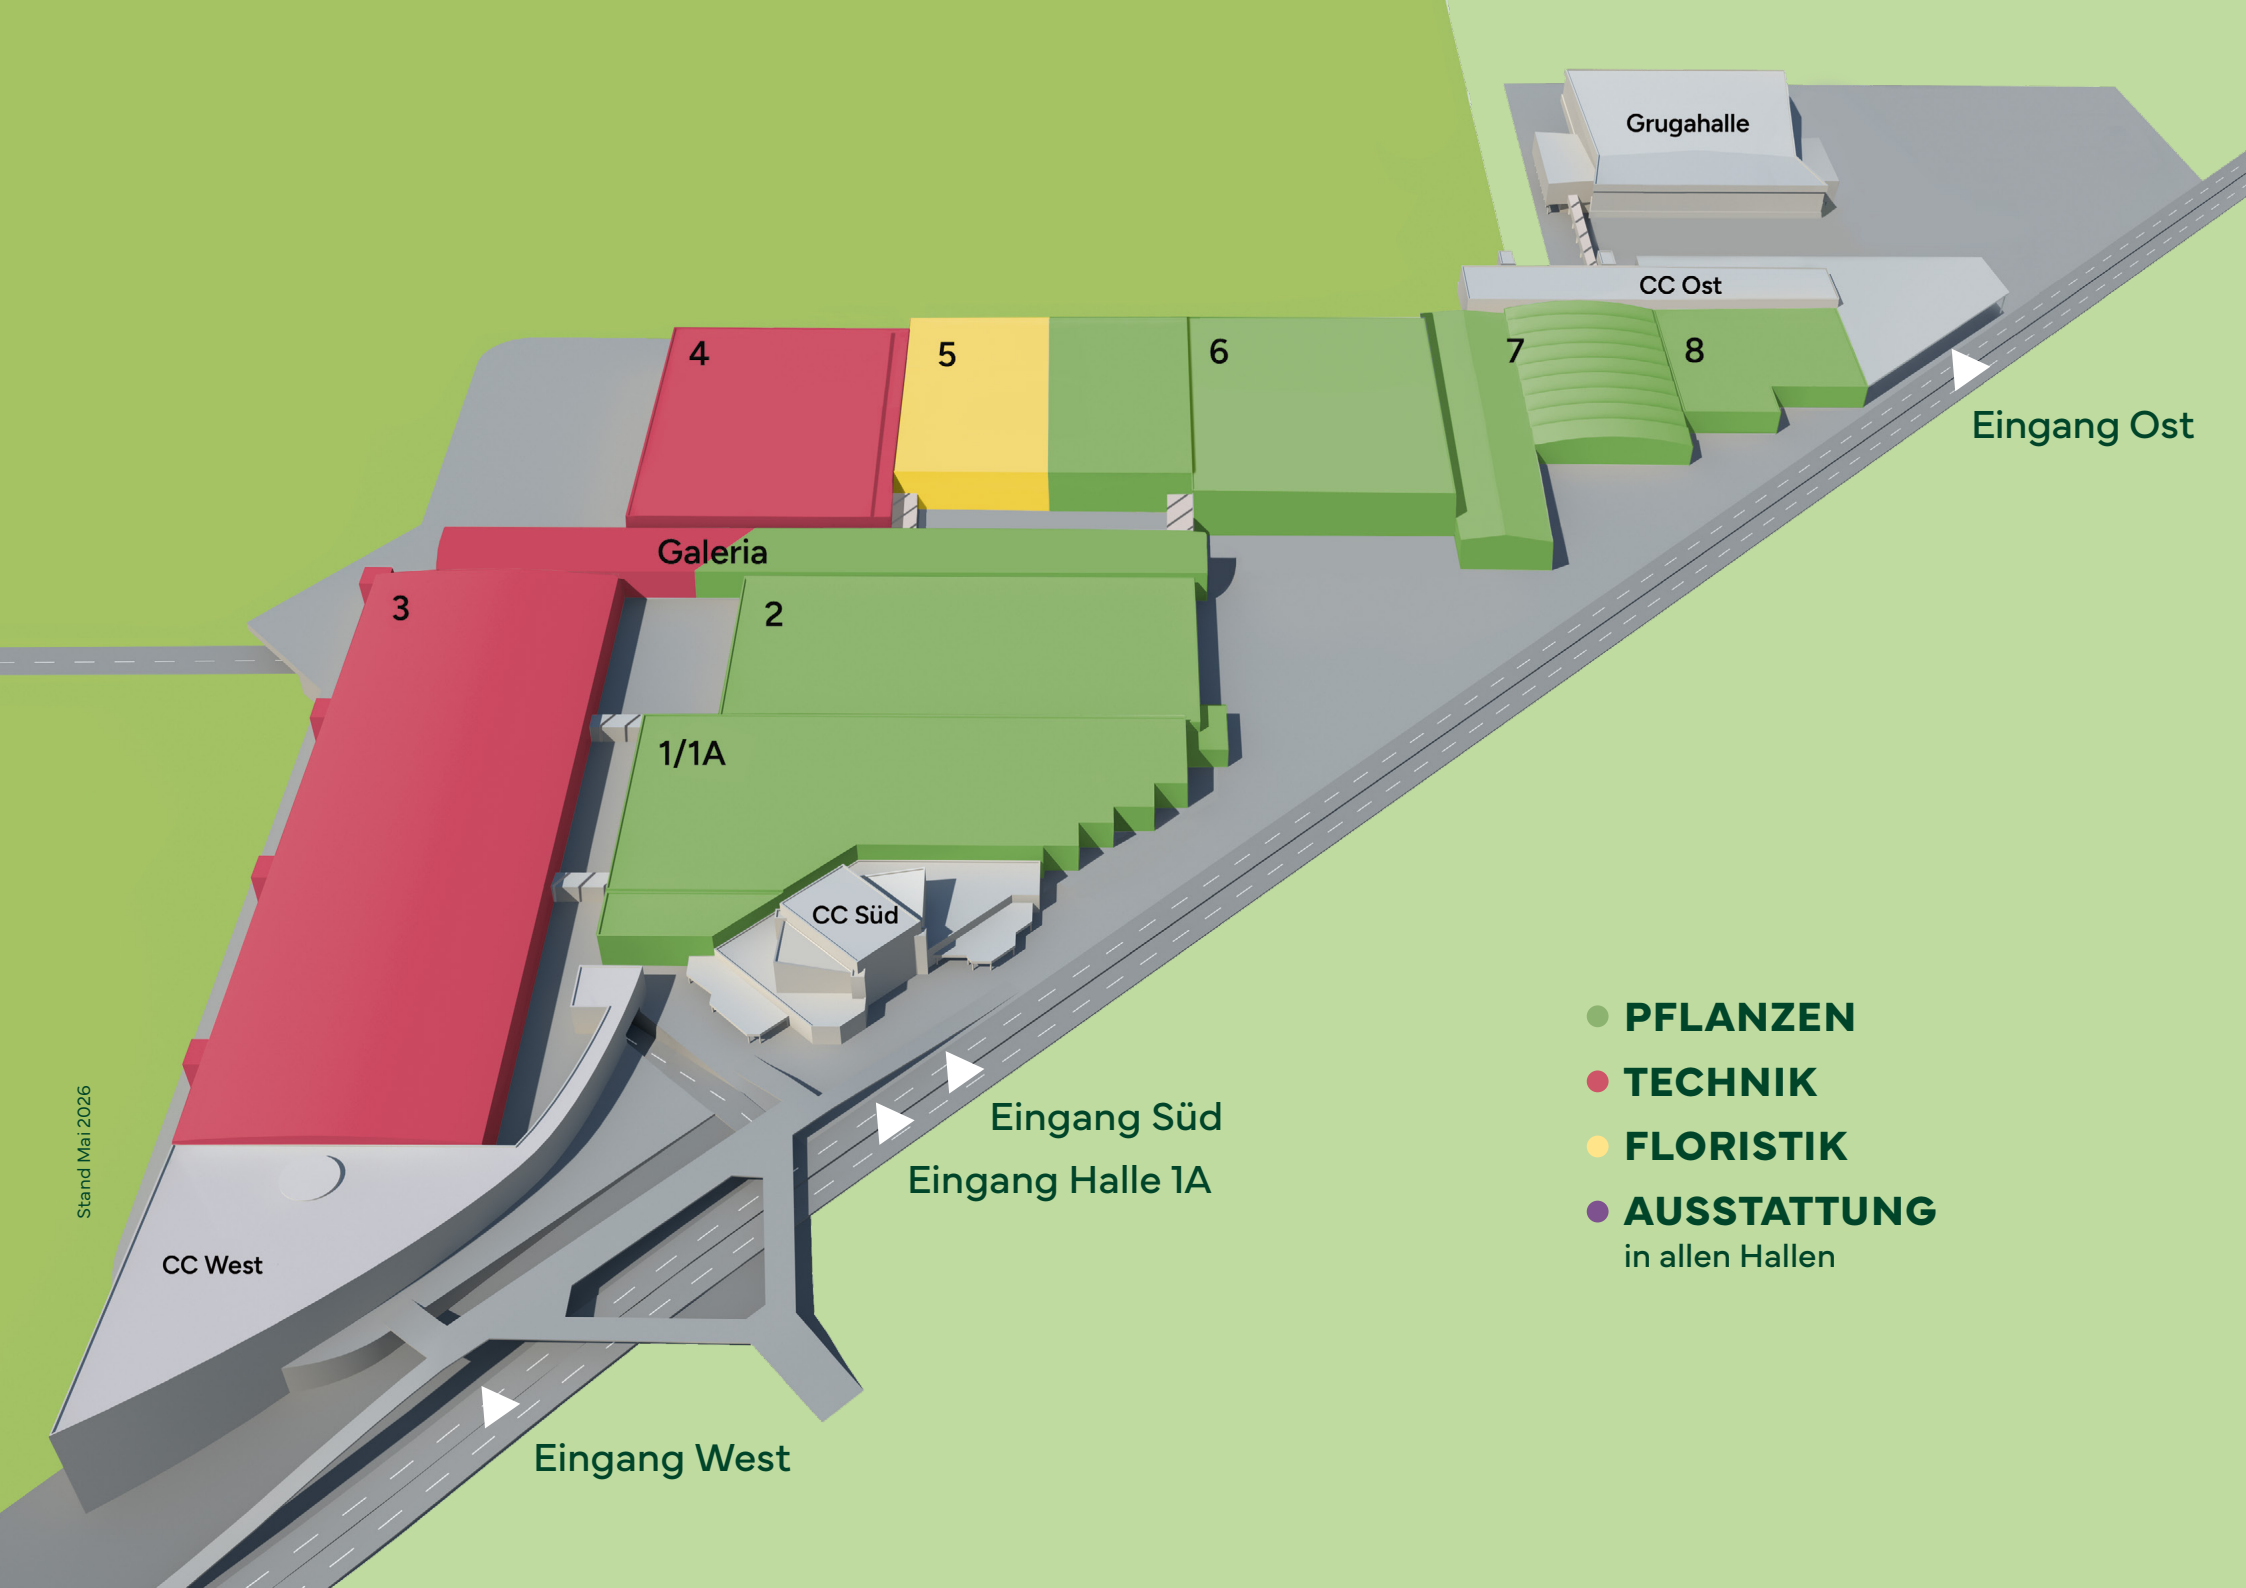 Grugahalle
CC Ost
4
5
6
7
8
Eingang Ost
Galeria
3
2
1/1A
CC Süd
PFLANZEN
TECHNIK
FLORISTIK
AUSSTATTUNG
in allen Hallen
Eingang Süd
Eingang Halle 1A
Stand Mai 2026
CC West
Eingang West